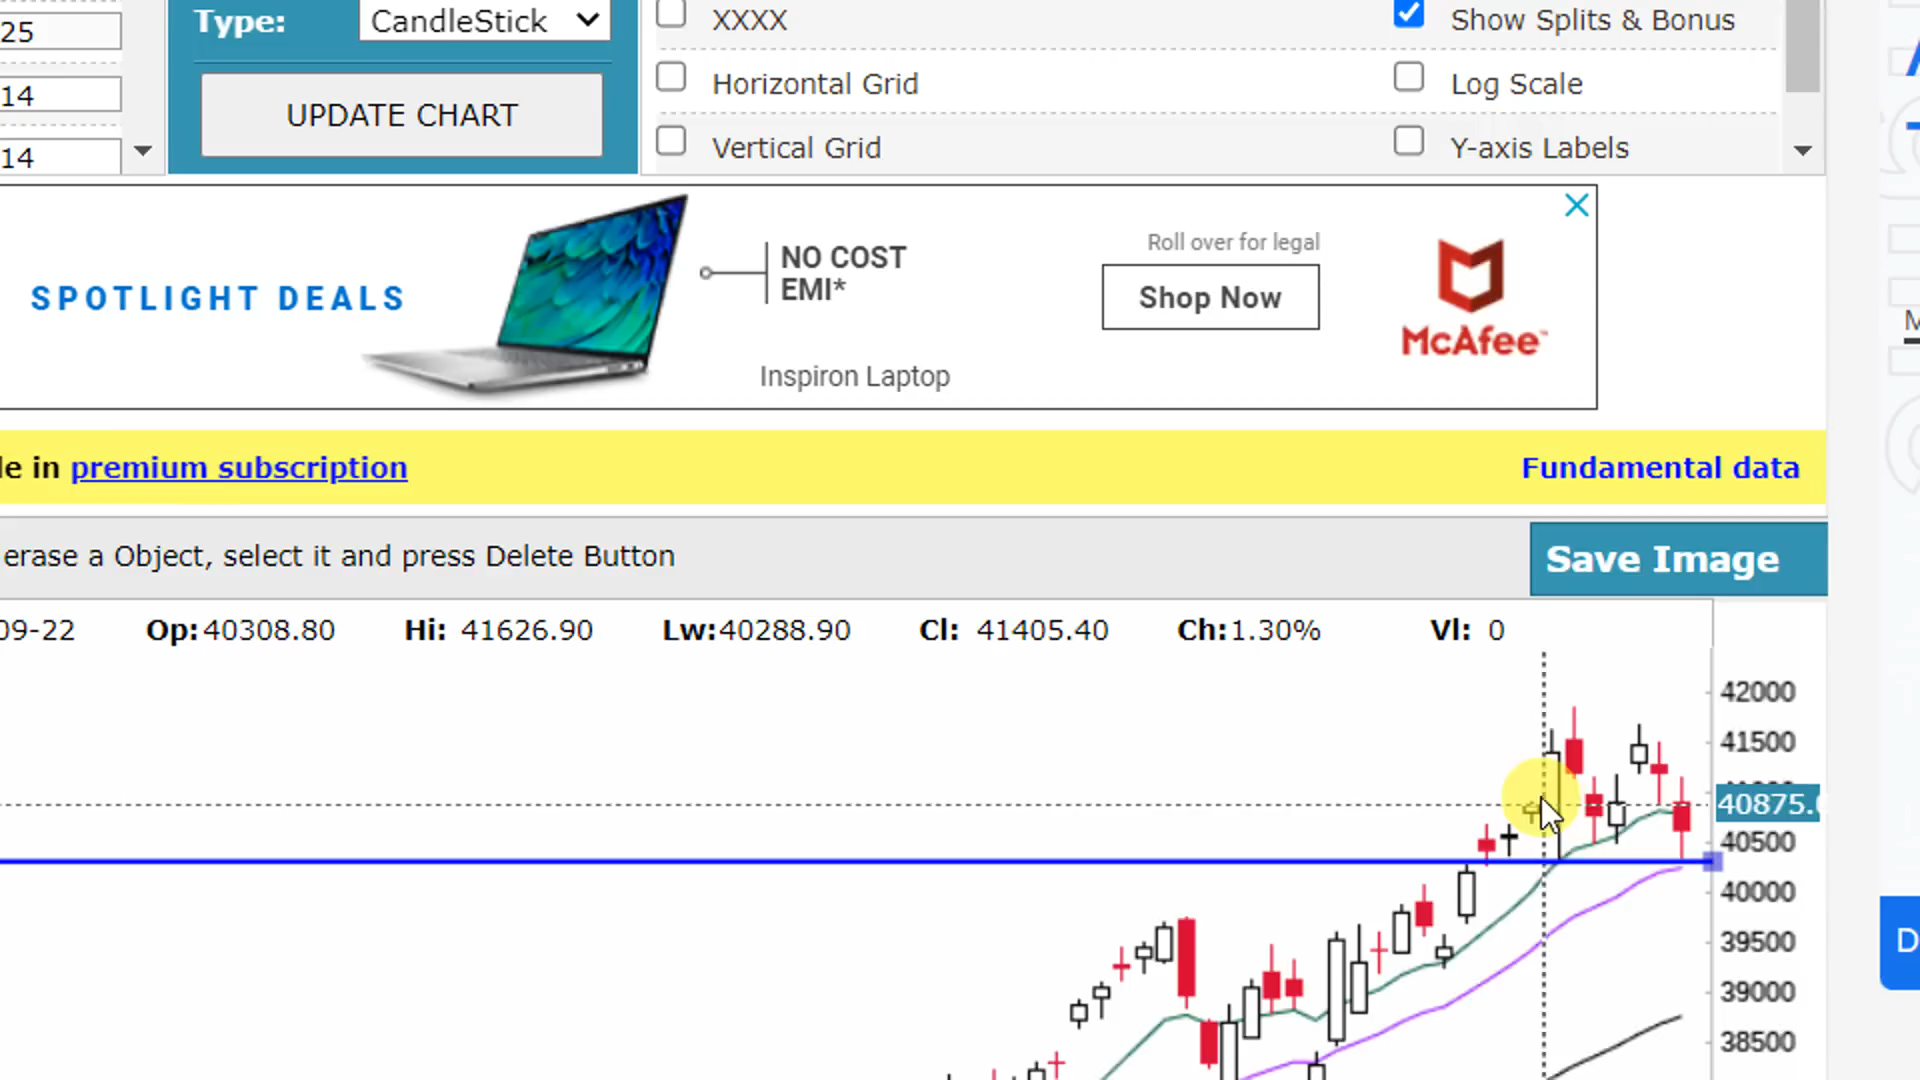 25
Type: CandleStick
XXXX
Show Splits & Bonus
14
UPDATE CHART
Horizontal Grid
Log Scale
14
Vertical Grid
Y-axis Labels
SPOTLIGHT DEALS
NO COST
EMI*
Inspiron Laptop
Roll over for legal
Shop Now
McAfee
le in premium subscription
Fundamental data
erase a Object, select it and press Delete Button
Save Image
09-22 Op:40308.80 Hi: 41626.90 Lw:40288.90 Cl: 41405.40 Ch:1.30% Vl: 0
42000
41500
40875.
40500
40000
39500
39000
38500
D